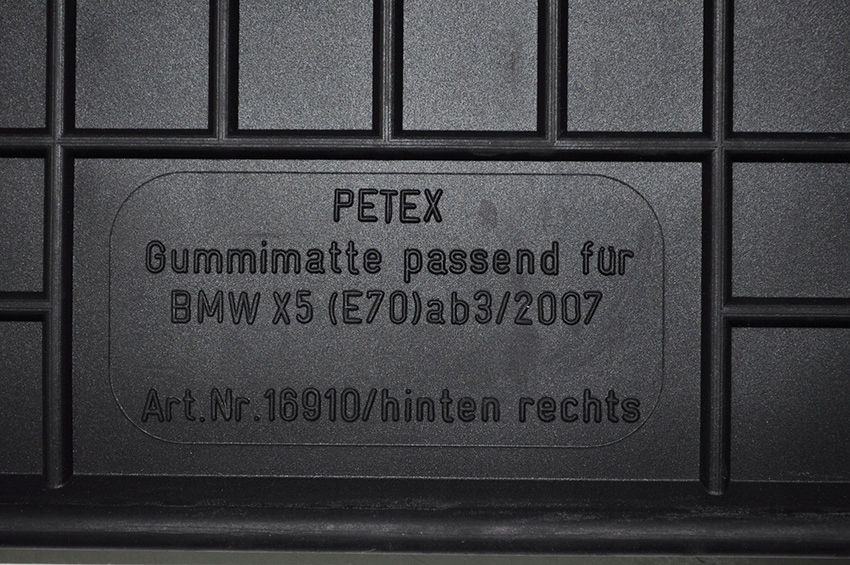 PETEX
Gummimatte passend für
BMW X5 (E70)ab3/2007
Art.Nr.16910/hinten rechts